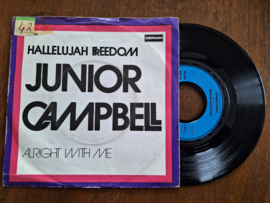 43
DERAM
HALLELUJAH FREEDOM
JUNIOR
CAMPBELL
ALRIGHT WITH ME